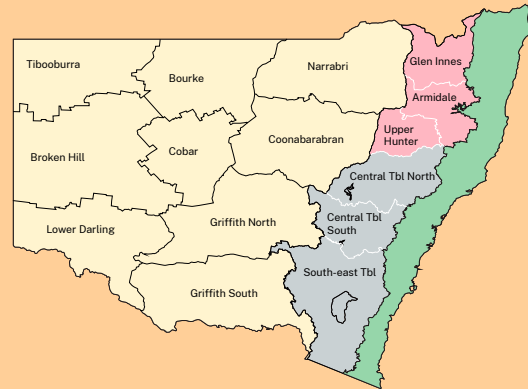 Tibooburra
Bourke
Narrabri
Glen Innes
Armidale
Upper
Hunter
Broken Hill
Cobar
Coonabarabran
Central Tbl North
Central Tbl
South
Lower Darling
Griffith North
South-east Tbl
Griffith South